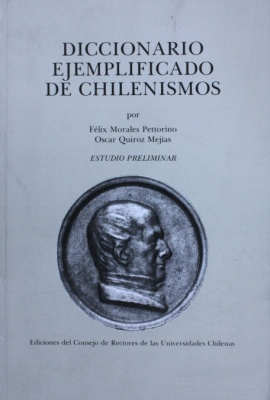 DICCIONARIO
EJEMPLIFICADO
DE CHILENISMOS
por
Félix Morales Pettorino
Oscar Quiroz Mejías
ESTUDIO PRELIMINAR
Ediciones del Consejo de Rectores de las Universidades Chilenas